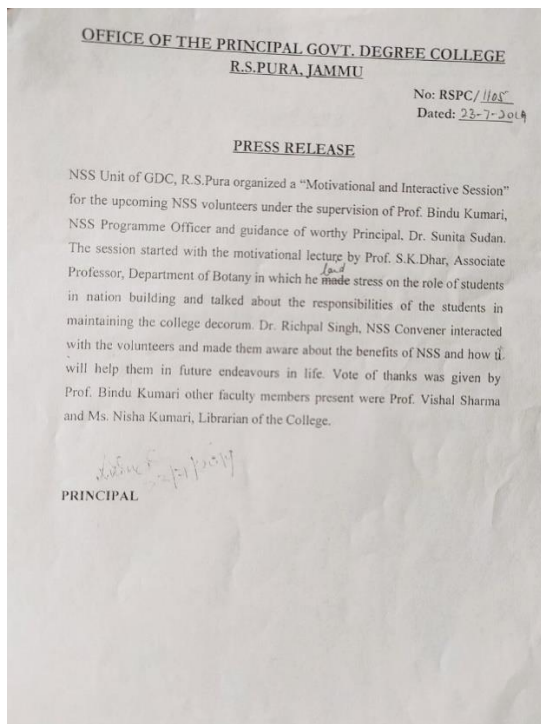 OFFICE OF THE PRINCIPAL GOVT. DEGREE COLLEGE
R.S.PURA, JAMMU
No: RSPC/1105
Dated: 23-7-2019
PRESS RELEASE
NSS Unit of GDC, R.S.Pura organized a “Motivational and Interactive Session”
for the upcoming NSS volunteers under the supervision of Prof. Bindu Kumari,
NSS Programme Officer and guidance of worthy Principal, Dr. Sunita Sudan.
The session started with the motivational lecture by Prof. S.K.Dhar, Associate
laid
Professor, Department of Botany in which he made stress on the role of students
in nation building and talked about the responsibilities of the students in
maintaining the college decorum. Dr. Richpal Singh, NSS Convener interacted
with the volunteers and made them aware about the benefits of NSS and how it
will help them in future endeavours in life. Vote of thanks was given by
Prof. Bindu Kumari other faculty members present were Prof. Vishal Sharma
and Ms. Nisha Kumari, Librarian of the College.
PRINCIPAL